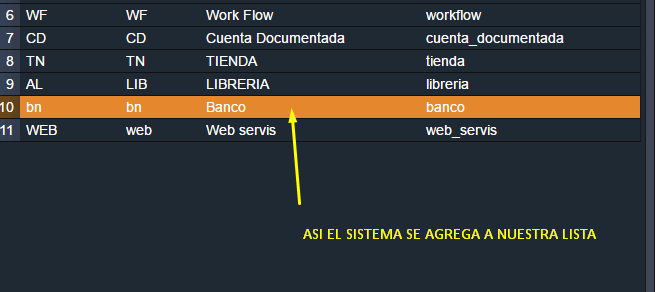 6 WF WF Work Flow workflow
7 CD CD Cuenta Documentada cuenta_documentada
8 TN TN TIENDA tienda
9 AL LIB LIBRERIA libreria
10 bn bn Banco banco
11 WEB web Web servis web_servis
ASI EL SISTEMA SE AGREGA A NUESTRA LISTA